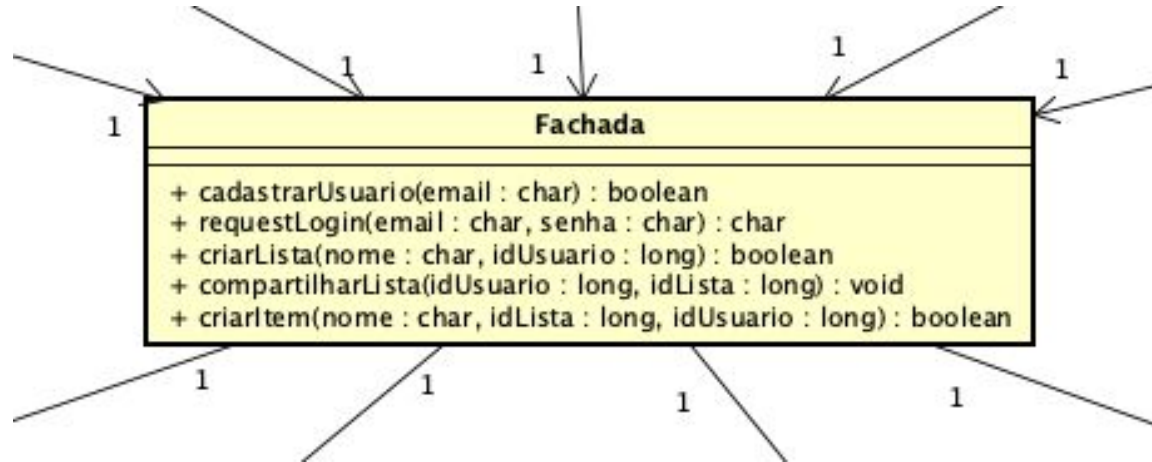 1
1
1
1
1
Fachada
+ cadastrarUsuario(email : char) : boolean
+ requestLogin(email : char, senha : char) : char
+ criarLista(nome : char, idUsuario : long) : boolean
+ compartilharLista(idUsuario : long, idLista : long) : void
+ criarItem(nome : char, idLista : long, idUsuario : long) : boolean
1
1
1
1